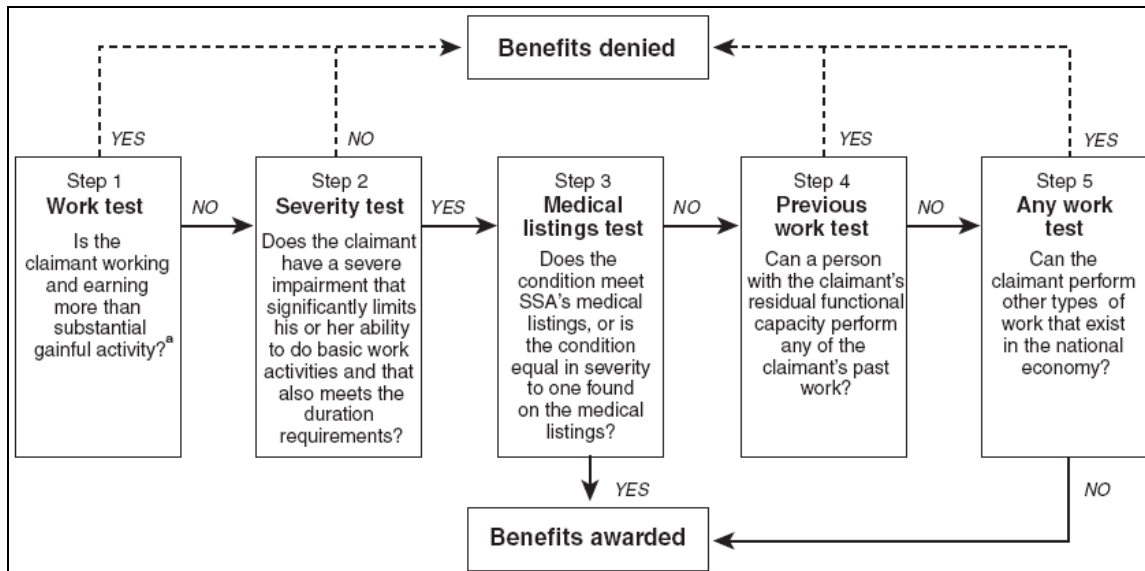 Benefits denied
YES
NO
YES
YES
Step 1
Work test
Is the
claimant working
and earning
more than
substantial
gainful activity?a
NO
Step 2
Severity test
Does the claimant
have a severe
impairment that
significantly limits
his or her ability
to do basic work
activities and that
also meets the
duration
requirements?
YES
Step 3
Medical
listings test
Does the
condition meet
SSA's medical
listings, or is
the condition
equal in severity
to one found
on the medical
listings?
NO
Step 4
Previous
work test
Can a person
with the claimant's
residual functional
capacity perform
any of the
claimant's past
work?
NO
Step 5
Any work
test
Can the
claimant perform
other types of
work that exist
in the national
economy?
YES
NO
Benefits awarded